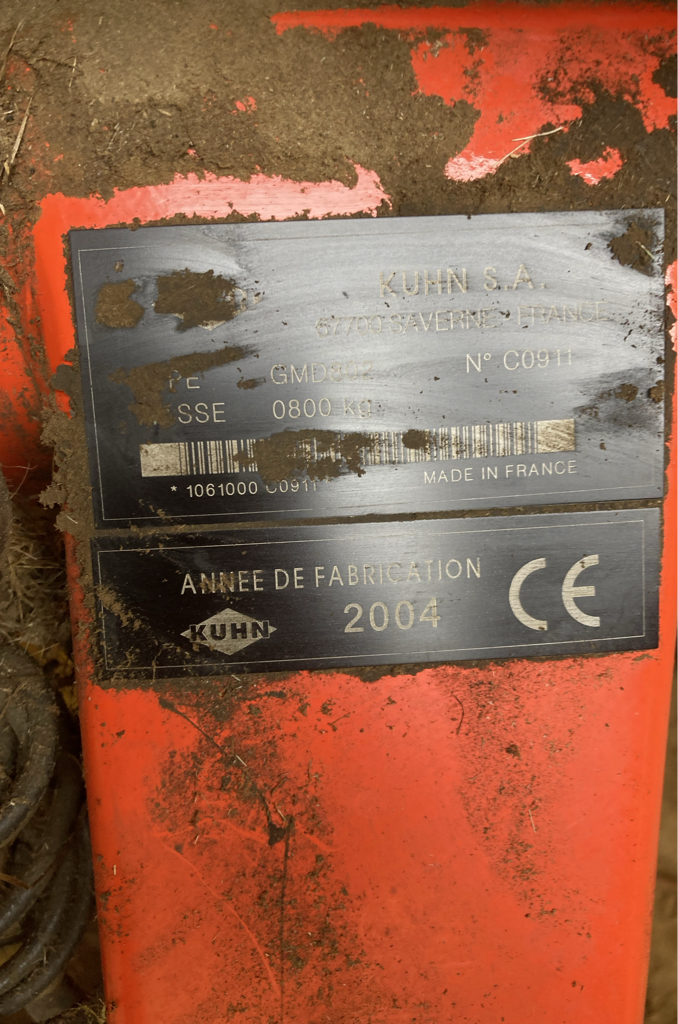 KUHN S.A.
67700 SAVERNE - FRANCE
PE GMD802 N° C0911
SSE 0800 kg
* 1061000 C0911
MADE IN FRANCE
ANNEE DE FABRICATION
2004
CE
KUHN